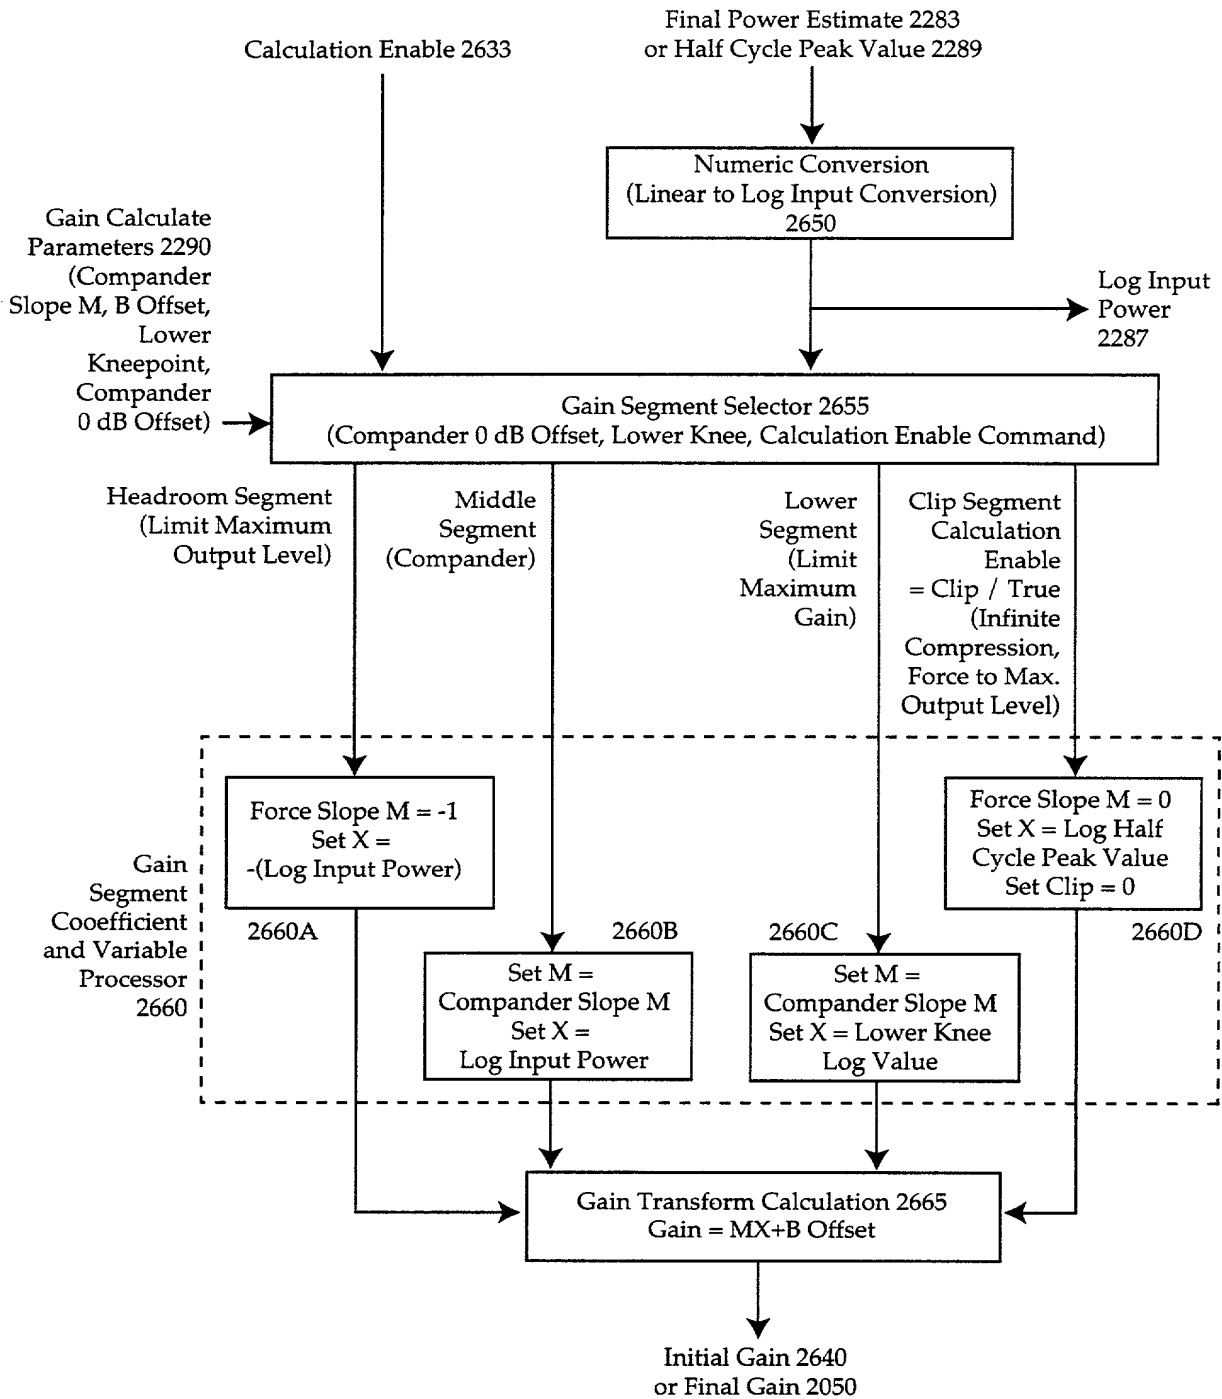 Final Power Estimate 2283
or Half Cycle Peak Value 2289
Calculation Enable 2633
Numeric Conversion
(Linear to Log Input Conversion)
2650
Gain Calculate
Parameters 2290
(Compander
Slope M, B Offset,
Lower
Kneepoint,
Compander
0 dB Offset)
Log Input
Power
2287
Gain Segment Selector 2655
(Compander 0 dB Offset, Lower Knee, Calculation Enable Command)
Headroom Segment
(Limit Maximum
Output Level)
Middle
Segment
(Compander)
Lower
Segment
(Limit
Maximum
Gain)
Clip Segment
Calculation
Enable
= Clip / True
(Infinite
Compression,
Force to Max.
Output Level)
Force Slope M = -1
Set X =
-(Log Input Power)
2660A
Force Slope M = 0
Set X = Log Half
Cycle Peak Value
Set Clip = 0
2660D
Gain
Segment
Cooefficient
and Variable
Processor
2660
2660B
Set M =
Compander Slope M
Set X =
Log Input Power
2660C
Set M =
Compander Slope M
Set X = Lower Knee
Log Value
Gain Transform Calculation 2665
Gain = MX+B Offset
Initial Gain 2640
or Final Gain 2050